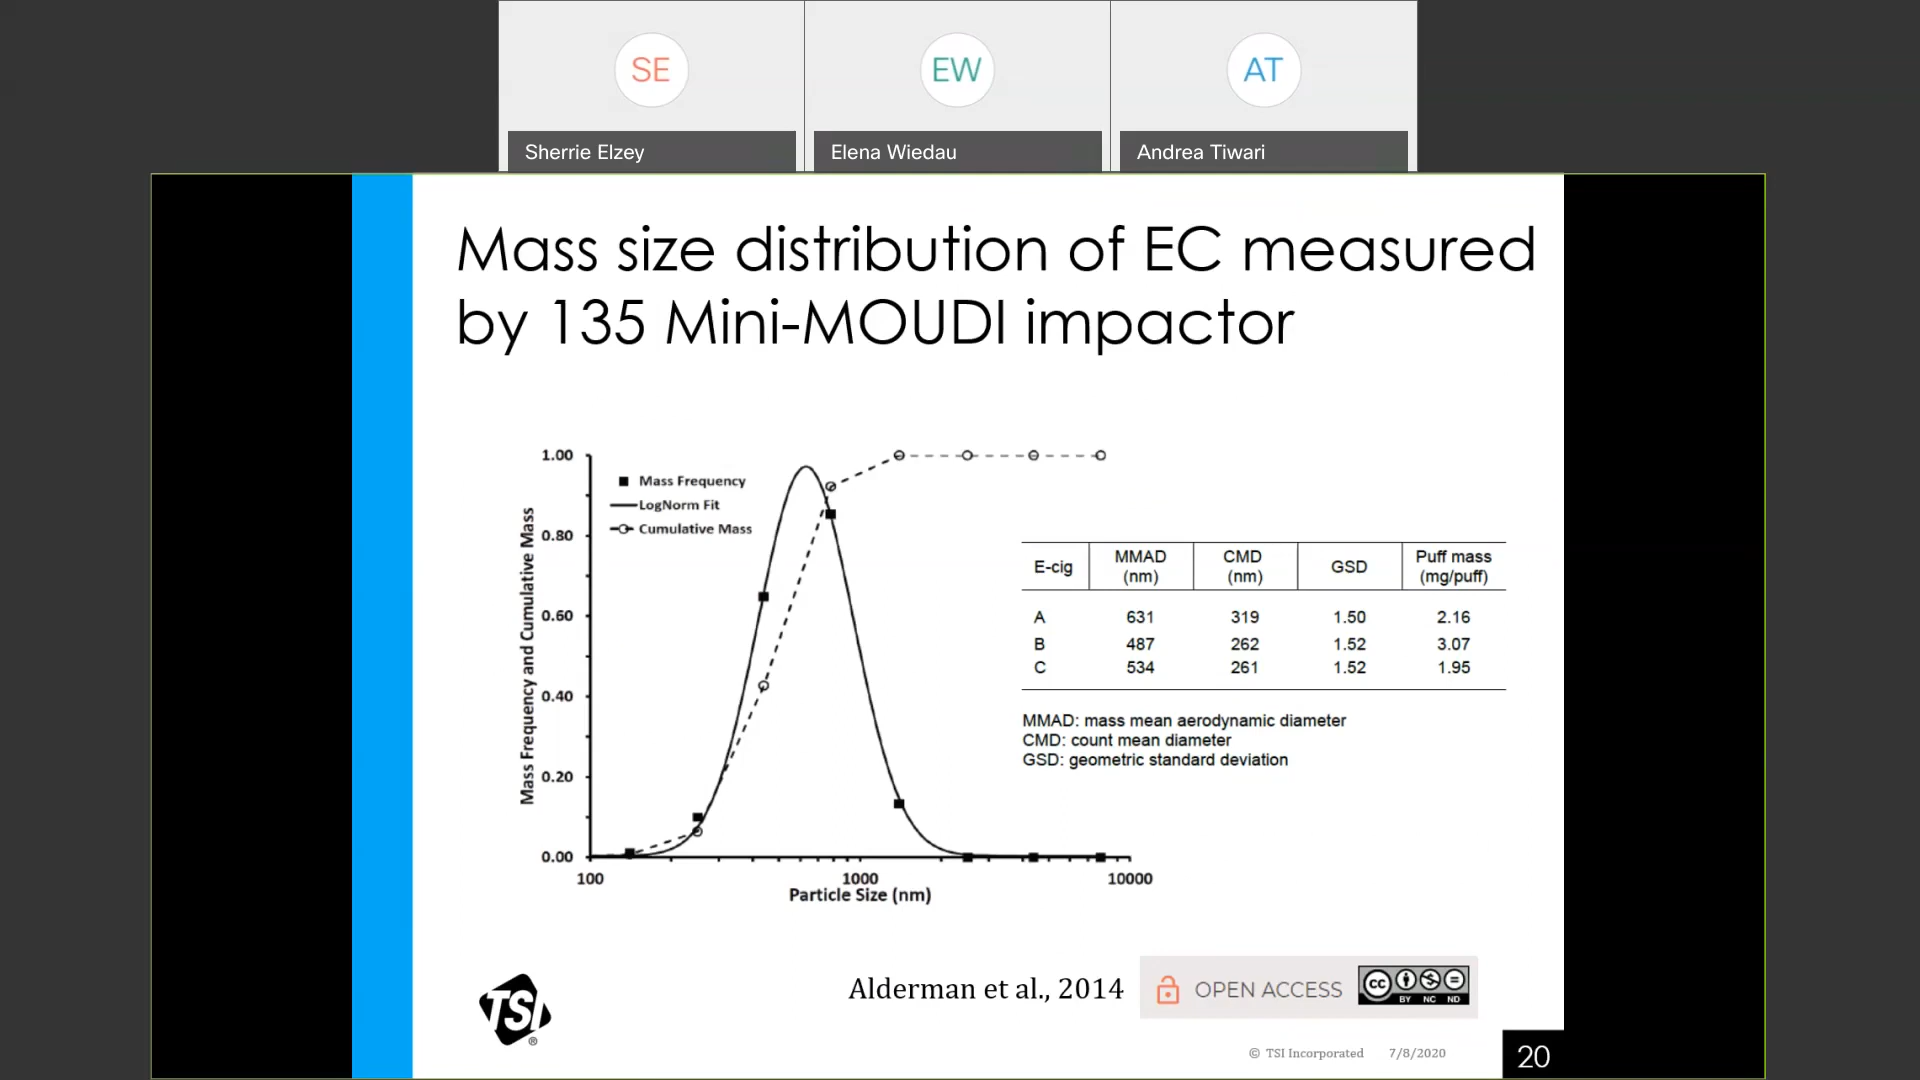 SE
EW
AT
Sherrie Elzey
Elena Wiedau
Andrea Tiwari
Mass size distribution of EC measured
by 135 Mini-MOUDI impactor
Mass Frequency and Cumulative Mass
1.00
0.80
0.60
0.40
0.20
0.00
Mass Frequency
LogNorm Fit
Cumulative Mass
100 1000 10000
Particle Size (nm)
E-cig MMAD (nm) CMD (nm) GSD Puff mass (mg/puff)
A 631 319 1.50 2.16
B 487 262 1.52 3.07
C 534 261 1.52 1.95
MMAD: mass mean aerodynamic diameter
CMD: count mean diameter
GSD: geometric standard deviation
TSI®
Alderman et al., 2014
OPEN ACCESS
cc BY NC ND
© TSI Incorporated 7/8/2020
20